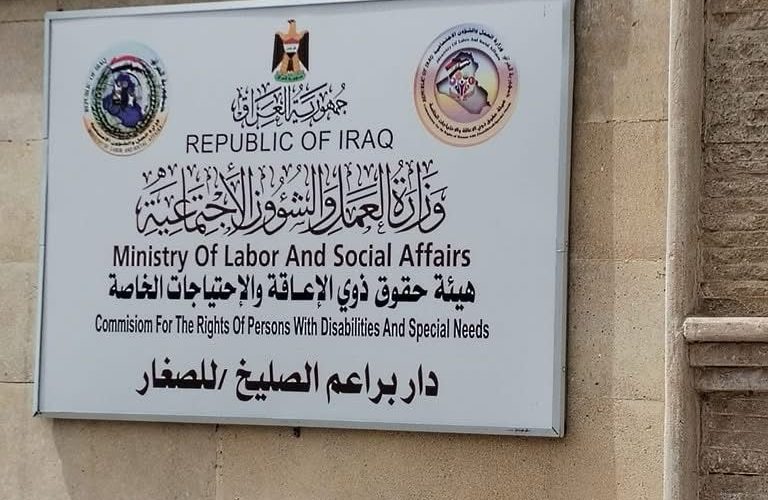 جمهورية العراق
REPUBLIC OF IRAQ
وزارة العمل والشؤون الاجتماعية
Ministry Of Labor And Social Affairs
هيئة حقوق ذوي الإعاقة والإحتياجات الخاصة
Commision For The Rights Of Persons With Disabilities And Special Needs
دار براعم الصليخ /للصغار